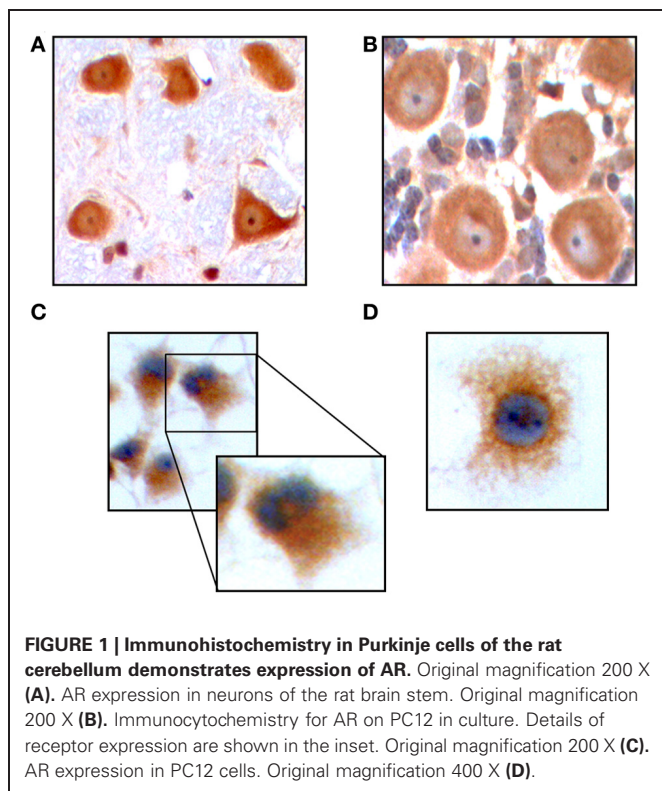 A
B
C
D
FIGURE 1 | Immunohistochemistry in Purkinje cells of the rat
cerebellum demonstrates expression of AR. Original magnification 200 X
(A). AR expression in neurons of the rat brain stem. Original magnification
200 X (B). Immunocytochemistry for AR on PC12 in culture. Details of
receptor expression are shown in the inset. Original magnification 200 X (C).
AR expression in PC12 cells. Original magnification 400 X (D).